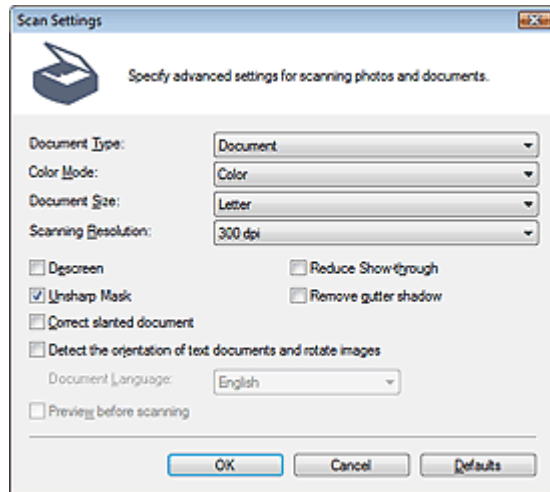 Scan Settings
Specify advanced settings for scanning photos and documents.
Document Type: Document
Color Mode: Color
Document Size: Letter
Scanning Resolution: 300 dpi
Descreen Reduce Show-through
Unsharp Mask Remove gutter shadow
Correct slanted document
Detect the orientation of text documents and rotate images
Document Language: English
Preview before scanning
OK Cancel Defaults